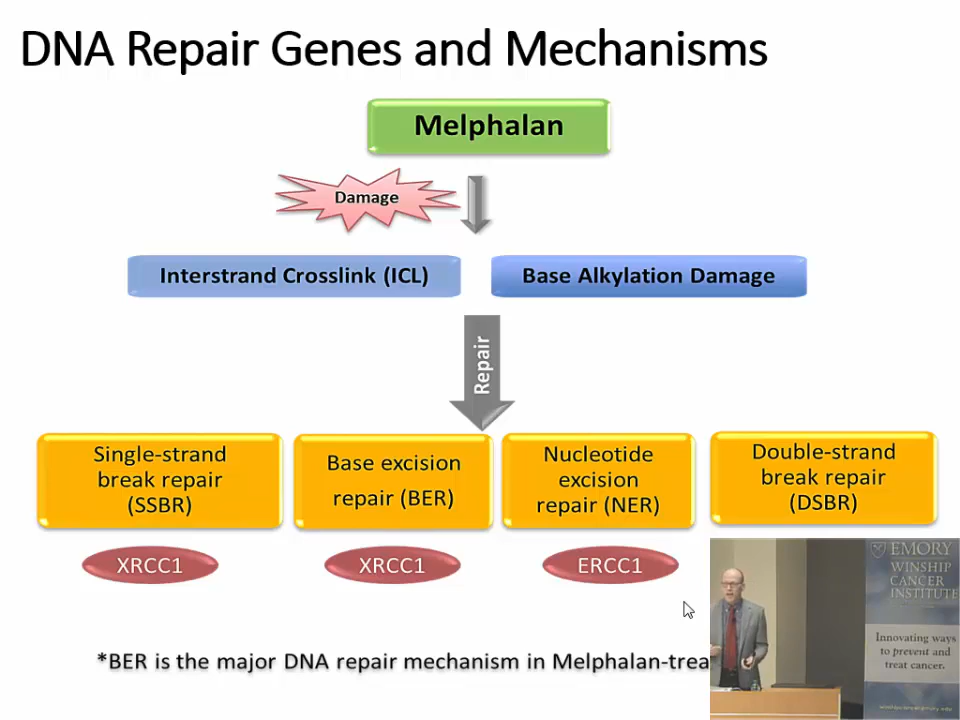 DNA Repair Genes and Mechanisms
Melphalan
Damage
Interstrand Crosslink (ICL)
Base Alkylation Damage
Repair
Single-strand
break repair
(SSBR)
Base excision
repair (BER)
Nucleotide
excision
repair (NER)
Double-strand
break repair
(DSBR)
XRCC1
XRCC1
ERCC1
*BER is the major DNA repair mechanism in Melphalan-trea
EMORY
WINSHIP
CANCER
INSTITUTE
Innovating ways
to prevent and
treat cancer.